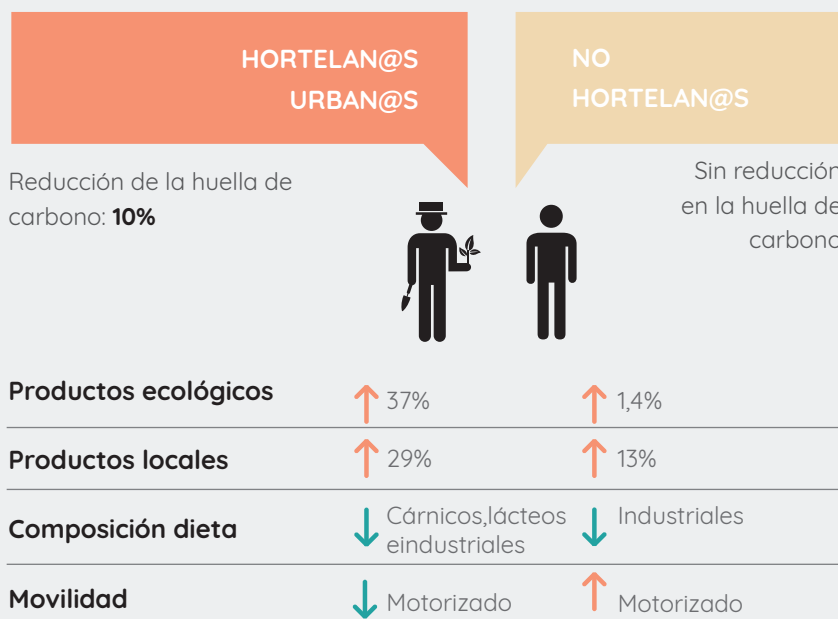 HORTELAN@S
URBAN@S
NO
HORTELAN@S
Reducción de la huella de
carbono: 10%
Sin reducción
en la huella de
carbono
Productos ecológicos
37%
1,4%
Productos locales
29%
13%
Composición dieta
Cárnicos,lácteos
eindustriales
Industriales
Movilidad
Motorizado
Motorizado